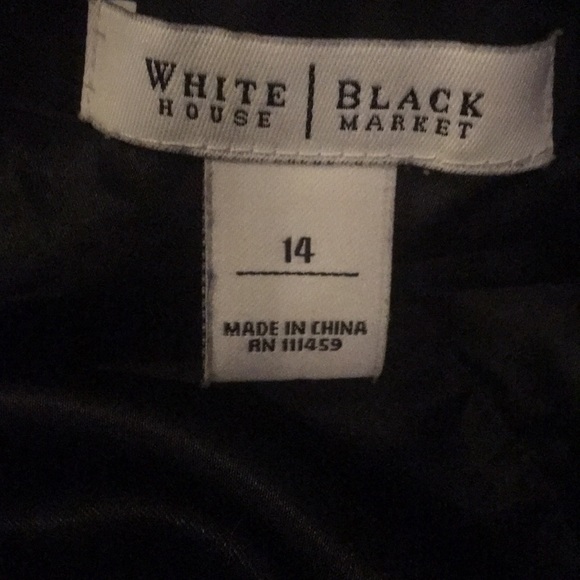 WHITE HOUSE | BLACK MARKET
14
MADE IN CHINA
RN 111459